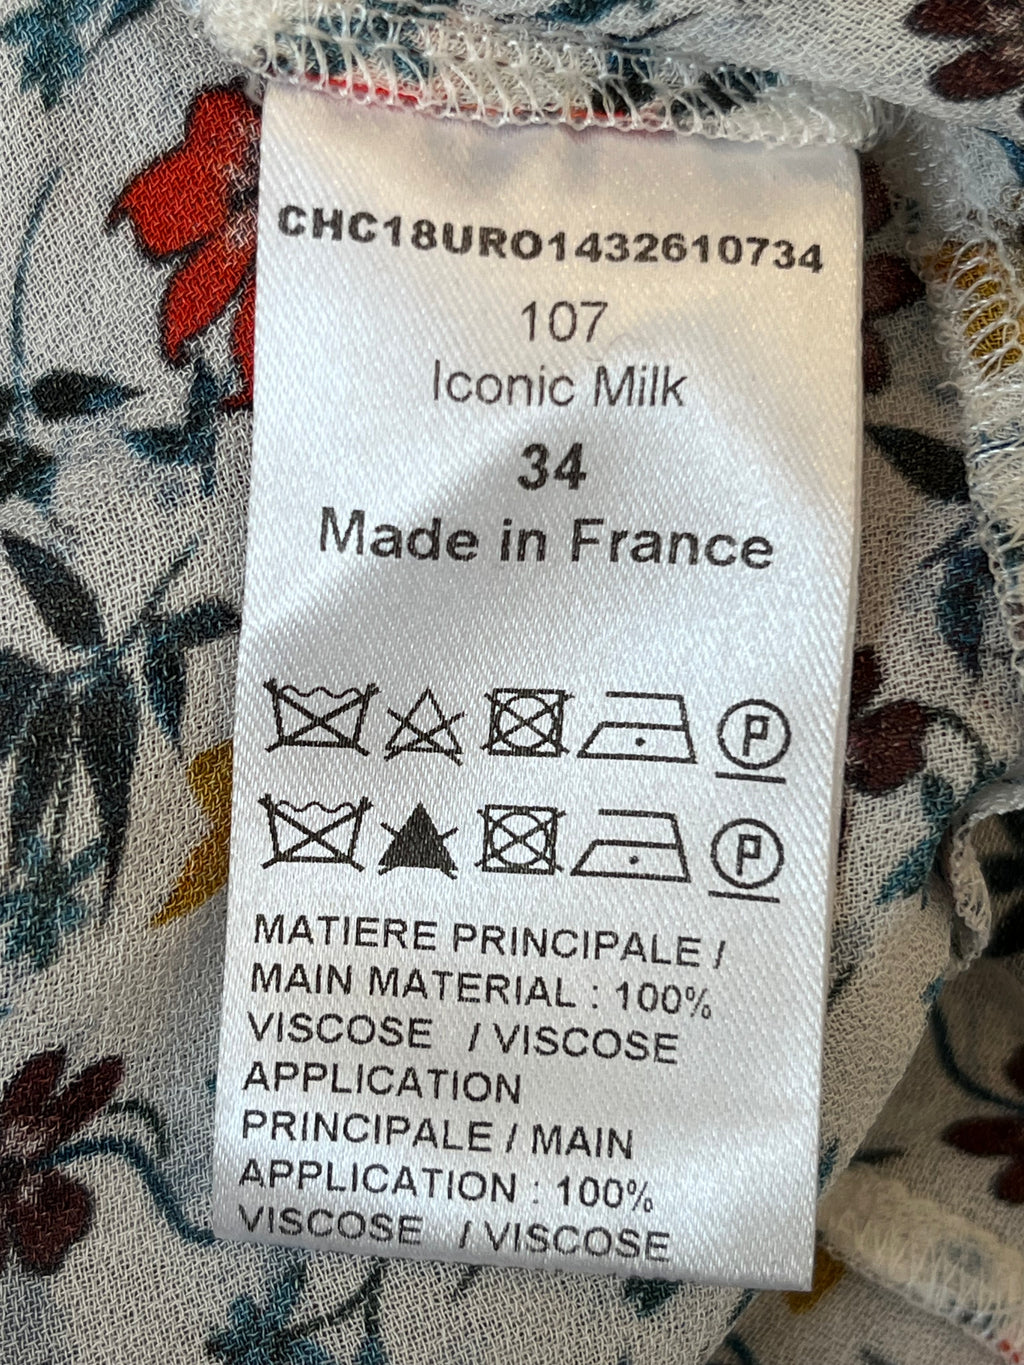 CHC18URO1432610734
107
Iconic Milk
34
Made in France
P
P
MATIERE PRINCIPALE /
MAIN MATERIAL : 100%
VISCOSE / VISCOSE
APPLICATION
PRINCIPALE / MAIN
APPLICATION : 100%
VISCOSE / VISCOSE